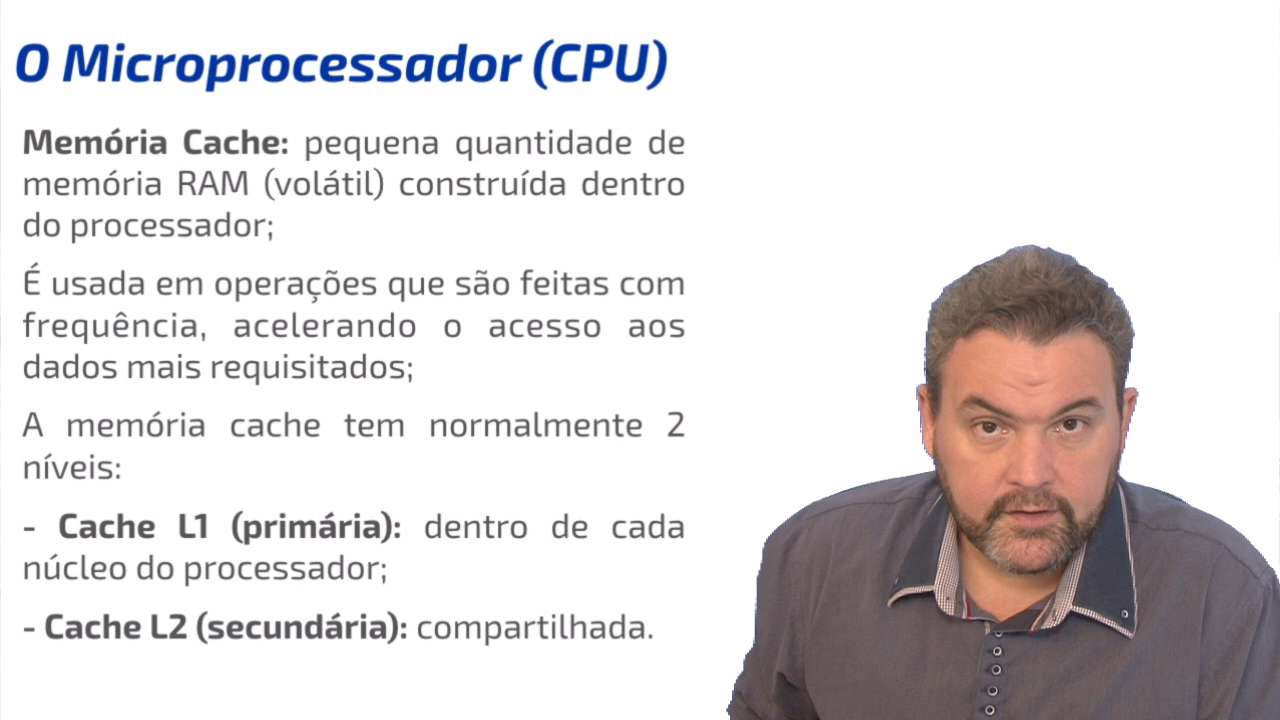 O Microprocessador (CPU)
Memória Cache: pequena quantidade de
memória RAM (volátil) construída dentro
do processador;
É usada em operações que são feitas com
frequência, acelerando o acesso aos
dados mais requisitados;
A memória cache tem normalmente 2
níveis:
- Cache L1 (primária): dentro de cada
núcleo do processador;
- Cache L2 (secundária): compartilhada.